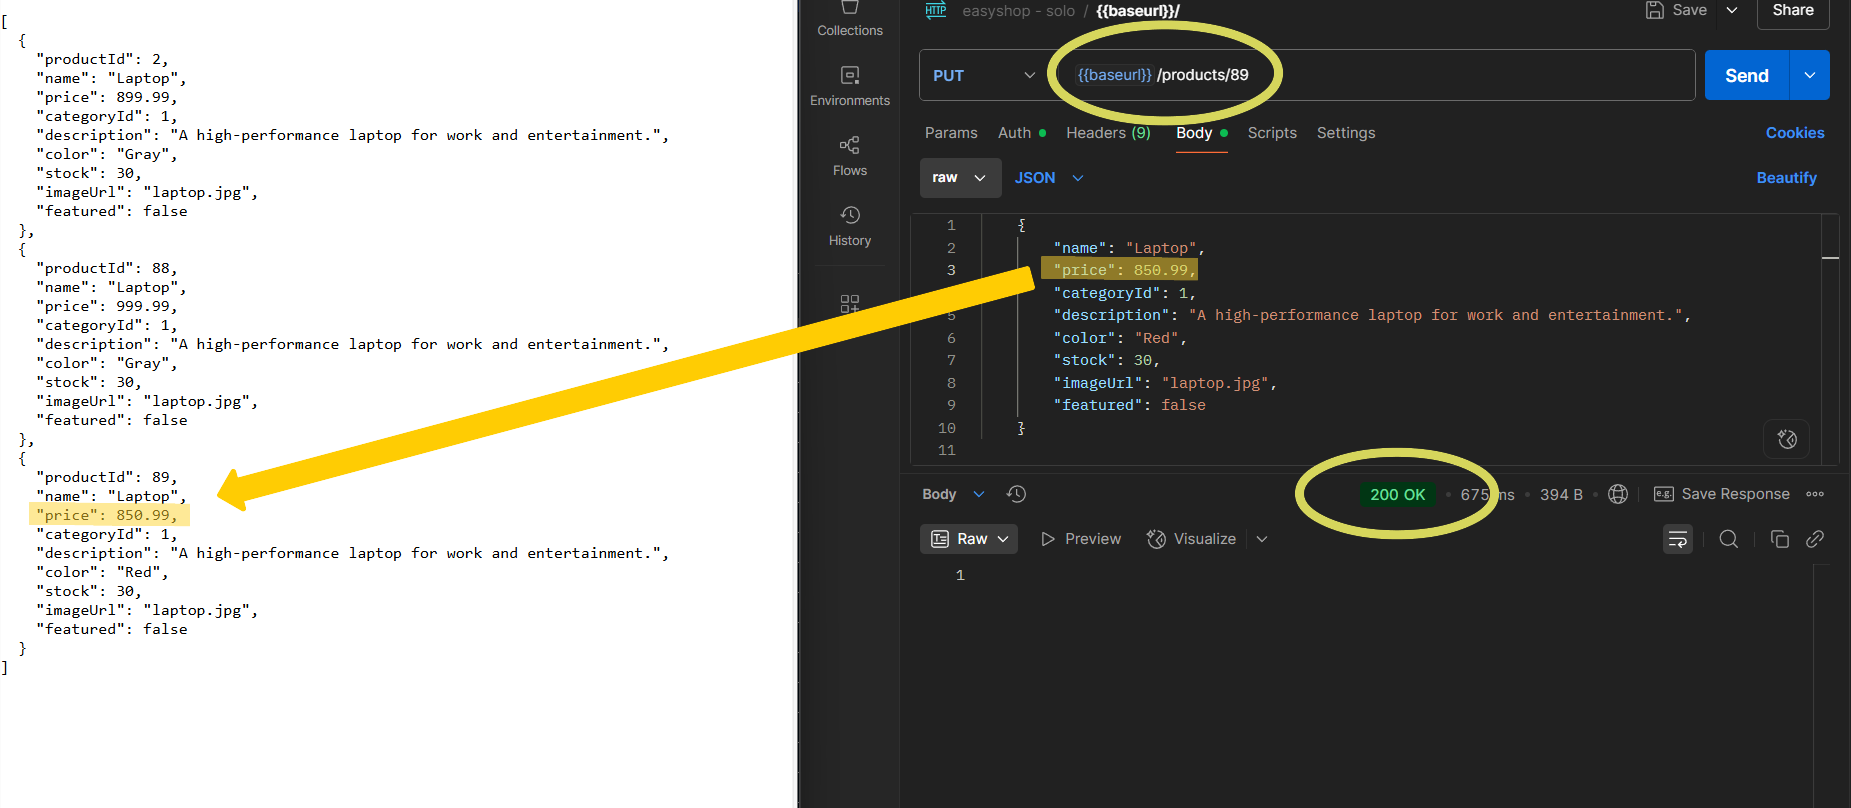 [
  {
    "productId": 2,
    "name": "Laptop",
    "price": 899.99,
    "categoryId": 1,
    "description": "A high-performance laptop for work and entertainment.",
    "color": "Gray",
    "stock": 30,
    "imageUrl": "laptop.jpg",
    "featured": false
  },
  {
    "productId": 88,
    "name": "Laptop",
    "price": 999.99,
    "categoryId": 1,
    "description": "A high-performance laptop for work and entertainment.",
    "color": "Gray",
    "stock": 30,
    "imageUrl": "laptop.jpg",
    "featured": false
  },
  {
    "productId": 89,
    "name": "Laptop",
    "price": 850.99,
    "categoryId": 1,
    "description": "A high-performance laptop for work and entertainment.",
    "color": "Red",
    "stock": 30,
    "imageUrl": "laptop.jpg",
    "featured": false
  }
]
Collections
Environments
Flows
History
HTTP easyshop - solo / {{baseurl}}/ Save Share
PUT {{baseurl}} /products/89 Send
Params Auth Headers (9) Body Scripts Settings Cookies
raw JSON Beautify
1 {
2 "name": "Laptop",
3 "price": 850.99,
"categoryId": 1,
5 "description": "A high-performance laptop for work and entertainment.",
6 "color": "Red",
7 "stock": 30,
8 "imageUrl": "laptop.jpg",
9 "featured": false
10 }
11
Body 200 OK 675 ms 394 B e.g. Save Response
Raw Preview Visualize
1